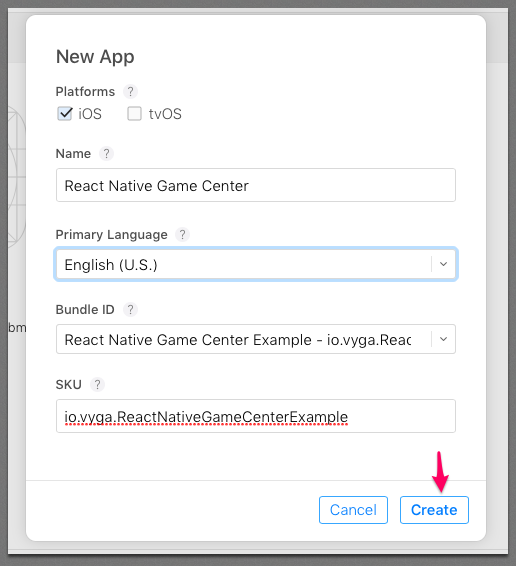 New App
Platforms ?
iOS tvOS
Name ?
React Native Game Center
Primary Language ?
English (U.S.)
Bundle ID ?
bm
React Native Game Center Example - io.vyga.Reac
SKU ?
io.vyga.ReactNativeGameCenterExample
Cancel Create